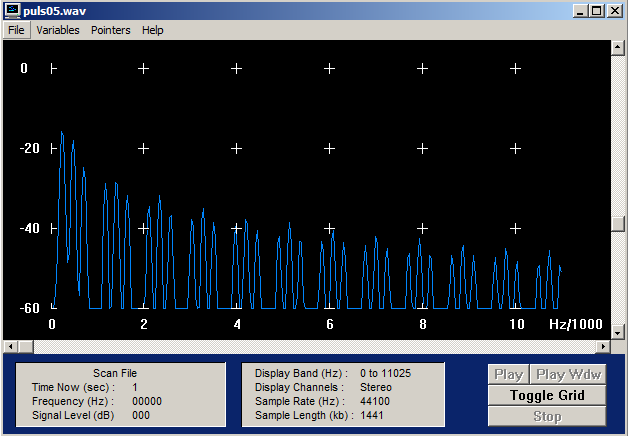 puls05.wav
File Variables Pointers Help
0
-20
-40
-60
0 2 4 6 8 10 Hz/1000
Scan File
Time Now (sec) : 1
Frequency (Hz) : 00000
Signal Level (dB) 000
Display Band (Hz) : 0 to 11025
Display Channels : Stereo
Sample Rate (Hz) : 44100
Sample Length (kb) : 1441
Play Play Wdw
Toggle Grid
Stop